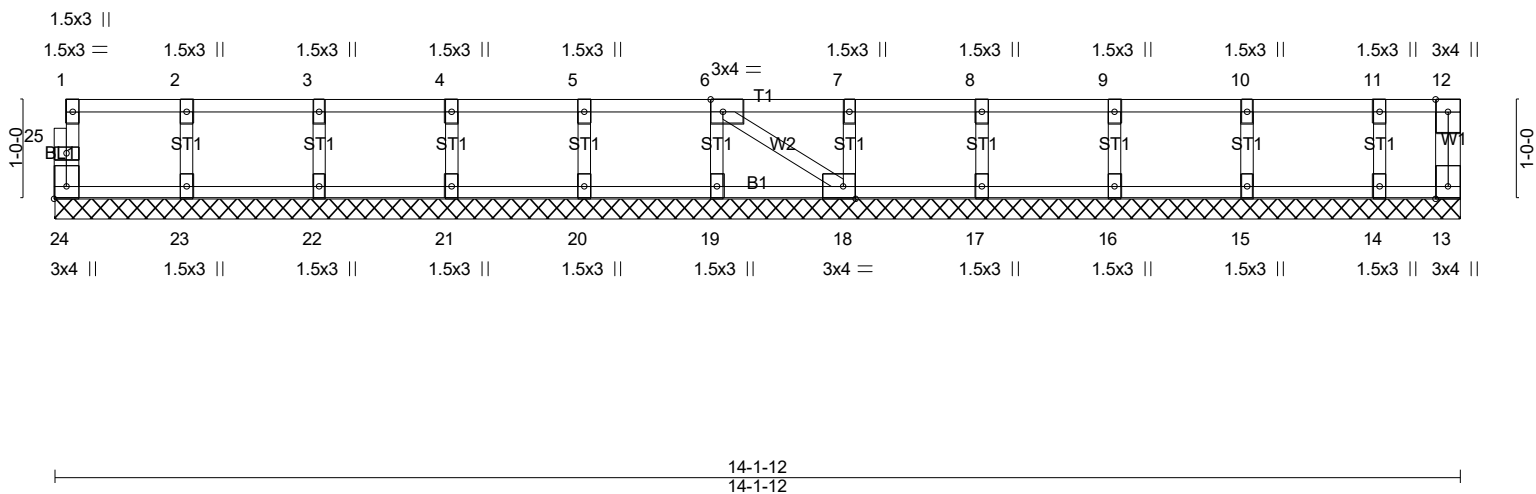 1.5x3 ||
1.5x3 = 1.5x3 || 1.5x3 || 1.5x3 || 1.5x3 || 1.5x3 || 1.5x3 || 1.5x3 || 1.5x3 || 1.5x3 || 3x4 ||
3x4 =
1 2 3 4 5 6 7 8 9 10 11 12
T1
25
1-0-0
BL1
ST1 ST1 ST1 ST1 ST1 W2 ST1 ST1 ST1 ST1 ST1 W1
1-0-0
B1
24 23 22 21 20 19 18 17 16 15 14 13
3x4 || 1.5x3 || 1.5x3 || 1.5x3 || 1.5x3 || 1.5x3 || 3x4 = 1.5x3 || 1.5x3 || 1.5x3 || 1.5x3 || 3x4 ||
14-1-12
14-1-12